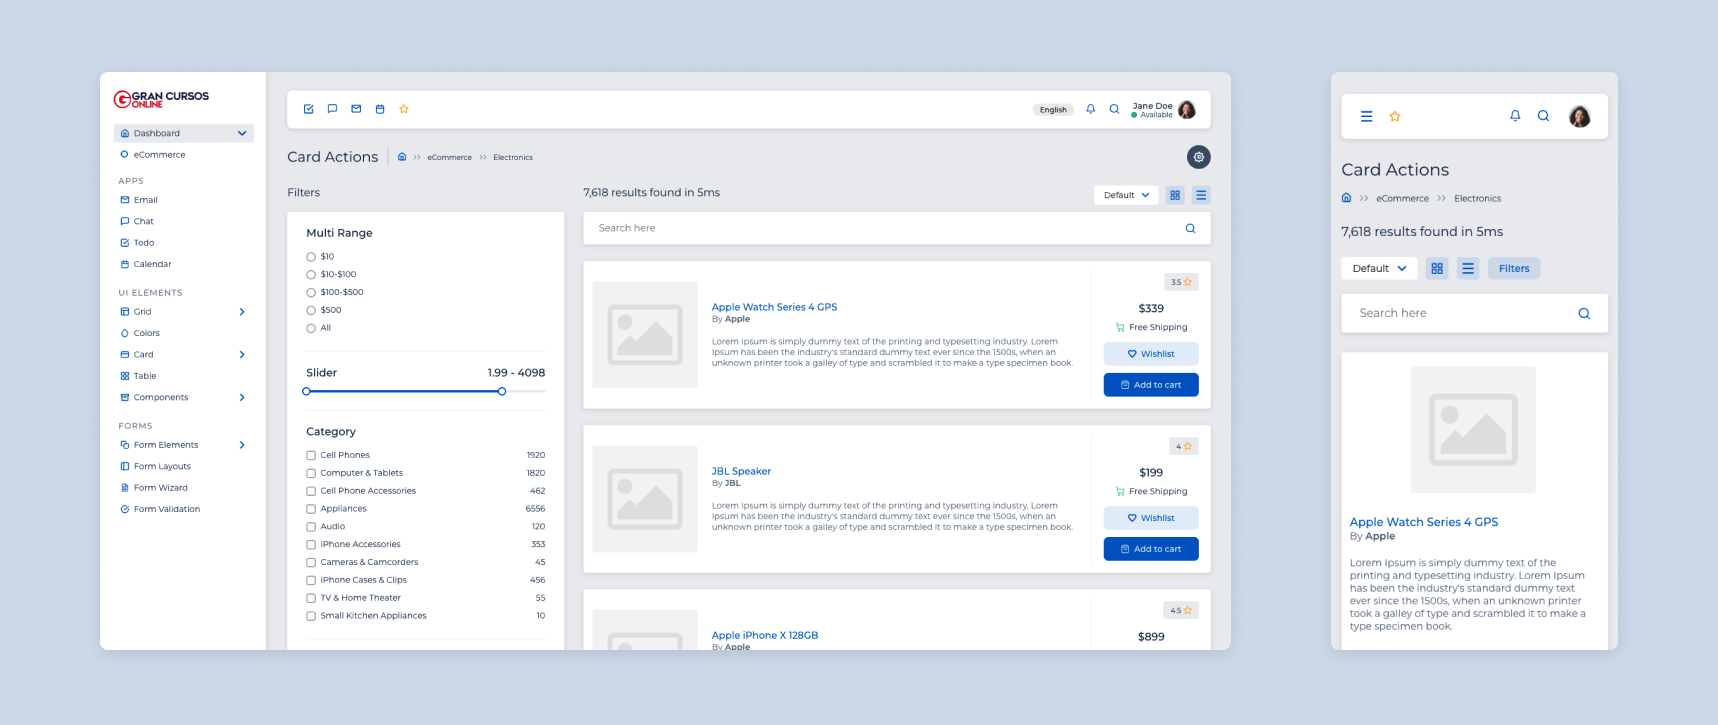 GRAN CURSOS
ONLINE
Dashboard
eCommerce
APPS
Email
Chat
Todo
Calendar
UI ELEMENTS
Grid
Colors
Card
Table
Components
FORMS
Form Elements
Form Layouts
Form Wizard
Form Validation
English
Jane Doe
Available
Card Actions
eCommerce
Electronics
Filters
Multi Range
$10
$10-$100
$100-$500
$500
All
Slider 1.99 - 4098
Category
Cell Phones 1920
Computer & Tablets 1820
Cell Phone Accessories 462
Appliances 6556
Audio 120
iPhone Accessories 353
Cameras & Camcorders 45
iPhone Cases & Clips 456
TV & Home Theater 55
Small Kitchen Appliances 10
7,618 results found in 5ms
Default
Search here
Apple Watch Series 4 GPS
By Apple
Lorem Ipsum is simply dummy text of the printing and typesetting industry. Lorem
Ipsum has been the industry's standard dummy text ever since the 1500s, when an
unknown printer took a galley of type and scrambled it to make a type specimen book.
3.5
$339
Free Shipping
Wishlist
Add to cart
JBL Speaker
By JBL
Lorem Ipsum is simply dummy text of the printing and typesetting industry. Lorem
Ipsum has been the industry's standard dummy text ever since the 1500s, when an
unknown printer took a galley of type and scrambled it to make a type specimen book.
4
$199
Free Shipping
Wishlist
Add to cart
Apple iPhone X 128GB
By Apple
4.5
$899
Card Actions
eCommerce
Electronics
7,618 results found in 5ms
Default
Filters
Search here
Apple Watch Series 4 GPS
By Apple
Lorem Ipsum is simply dummy text of the
printing and typesetting industry. Lorem Ipsum
has been the industry's standard dummy text
ever since the 1500s, when an unknown printer
took a galley of type and scrambled it to make a
type specimen book.